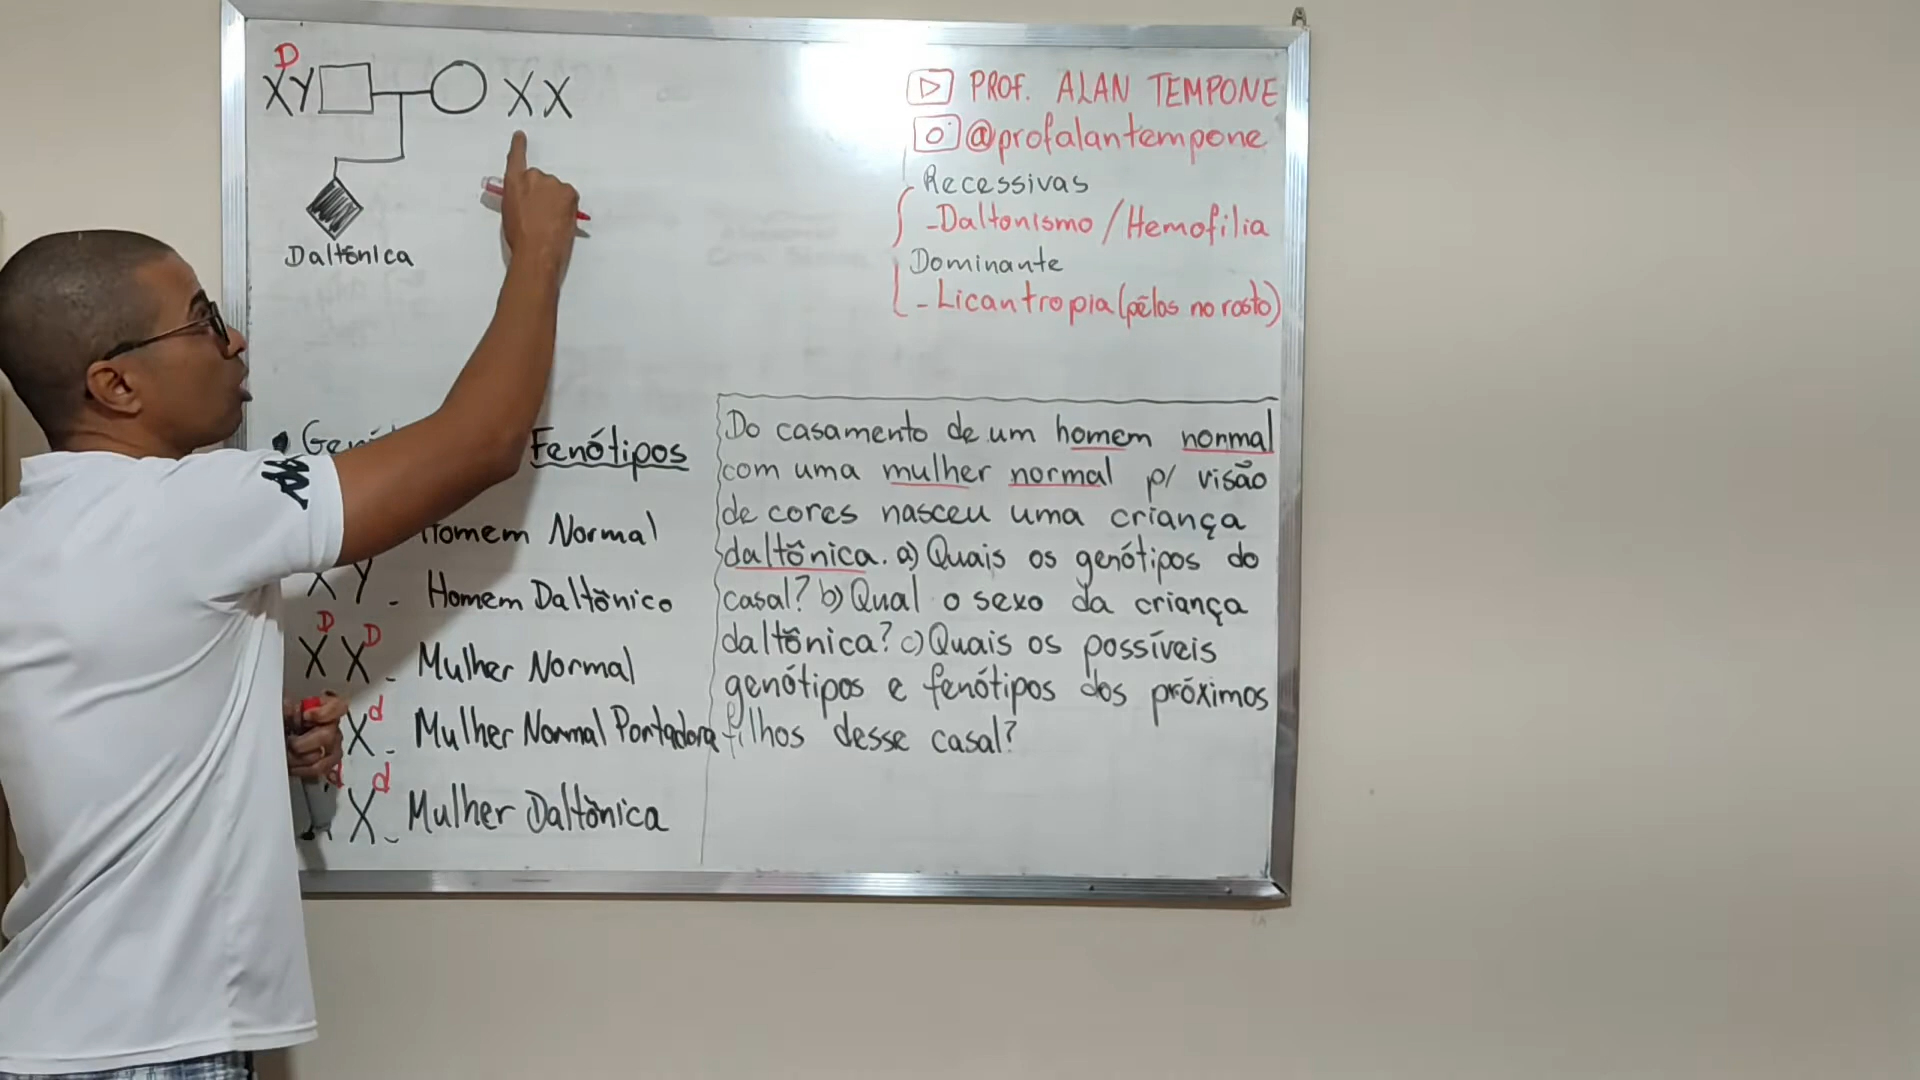 D
XY XX
Daltônica
PROF. ALAN TEMPONE
@profalantempone
Recessivas
-Daltonismo/Hemofilia
Dominante
-Licantropia (pêlos no rosto)
Fenótipos
Homem Normal
XY - Homem Daltônico
X^D X^D - Mulher Normal
X^d - Mulher Normal Portadora
X^d - Mulher Daltônica
Do casamento de um homem normal
com uma mulher normal p/ visão
de cores nasceu uma criança
daltônica. a) Quais os genótipos do
casal? b) Qual o sexo da criança
daltônica? c) Quais os possíveis
genótipos e fenótipos dos próximos
filhos desse casal?